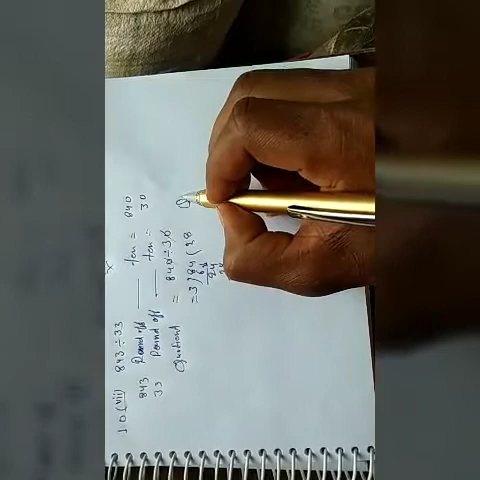 10 (vii) 843 ÷ 33
843 Round off —— ten = 840
33 Round off —— ten = 30
Quotient = 840 ÷ 30 Q
= 3 ) 84 ( 28
6
24